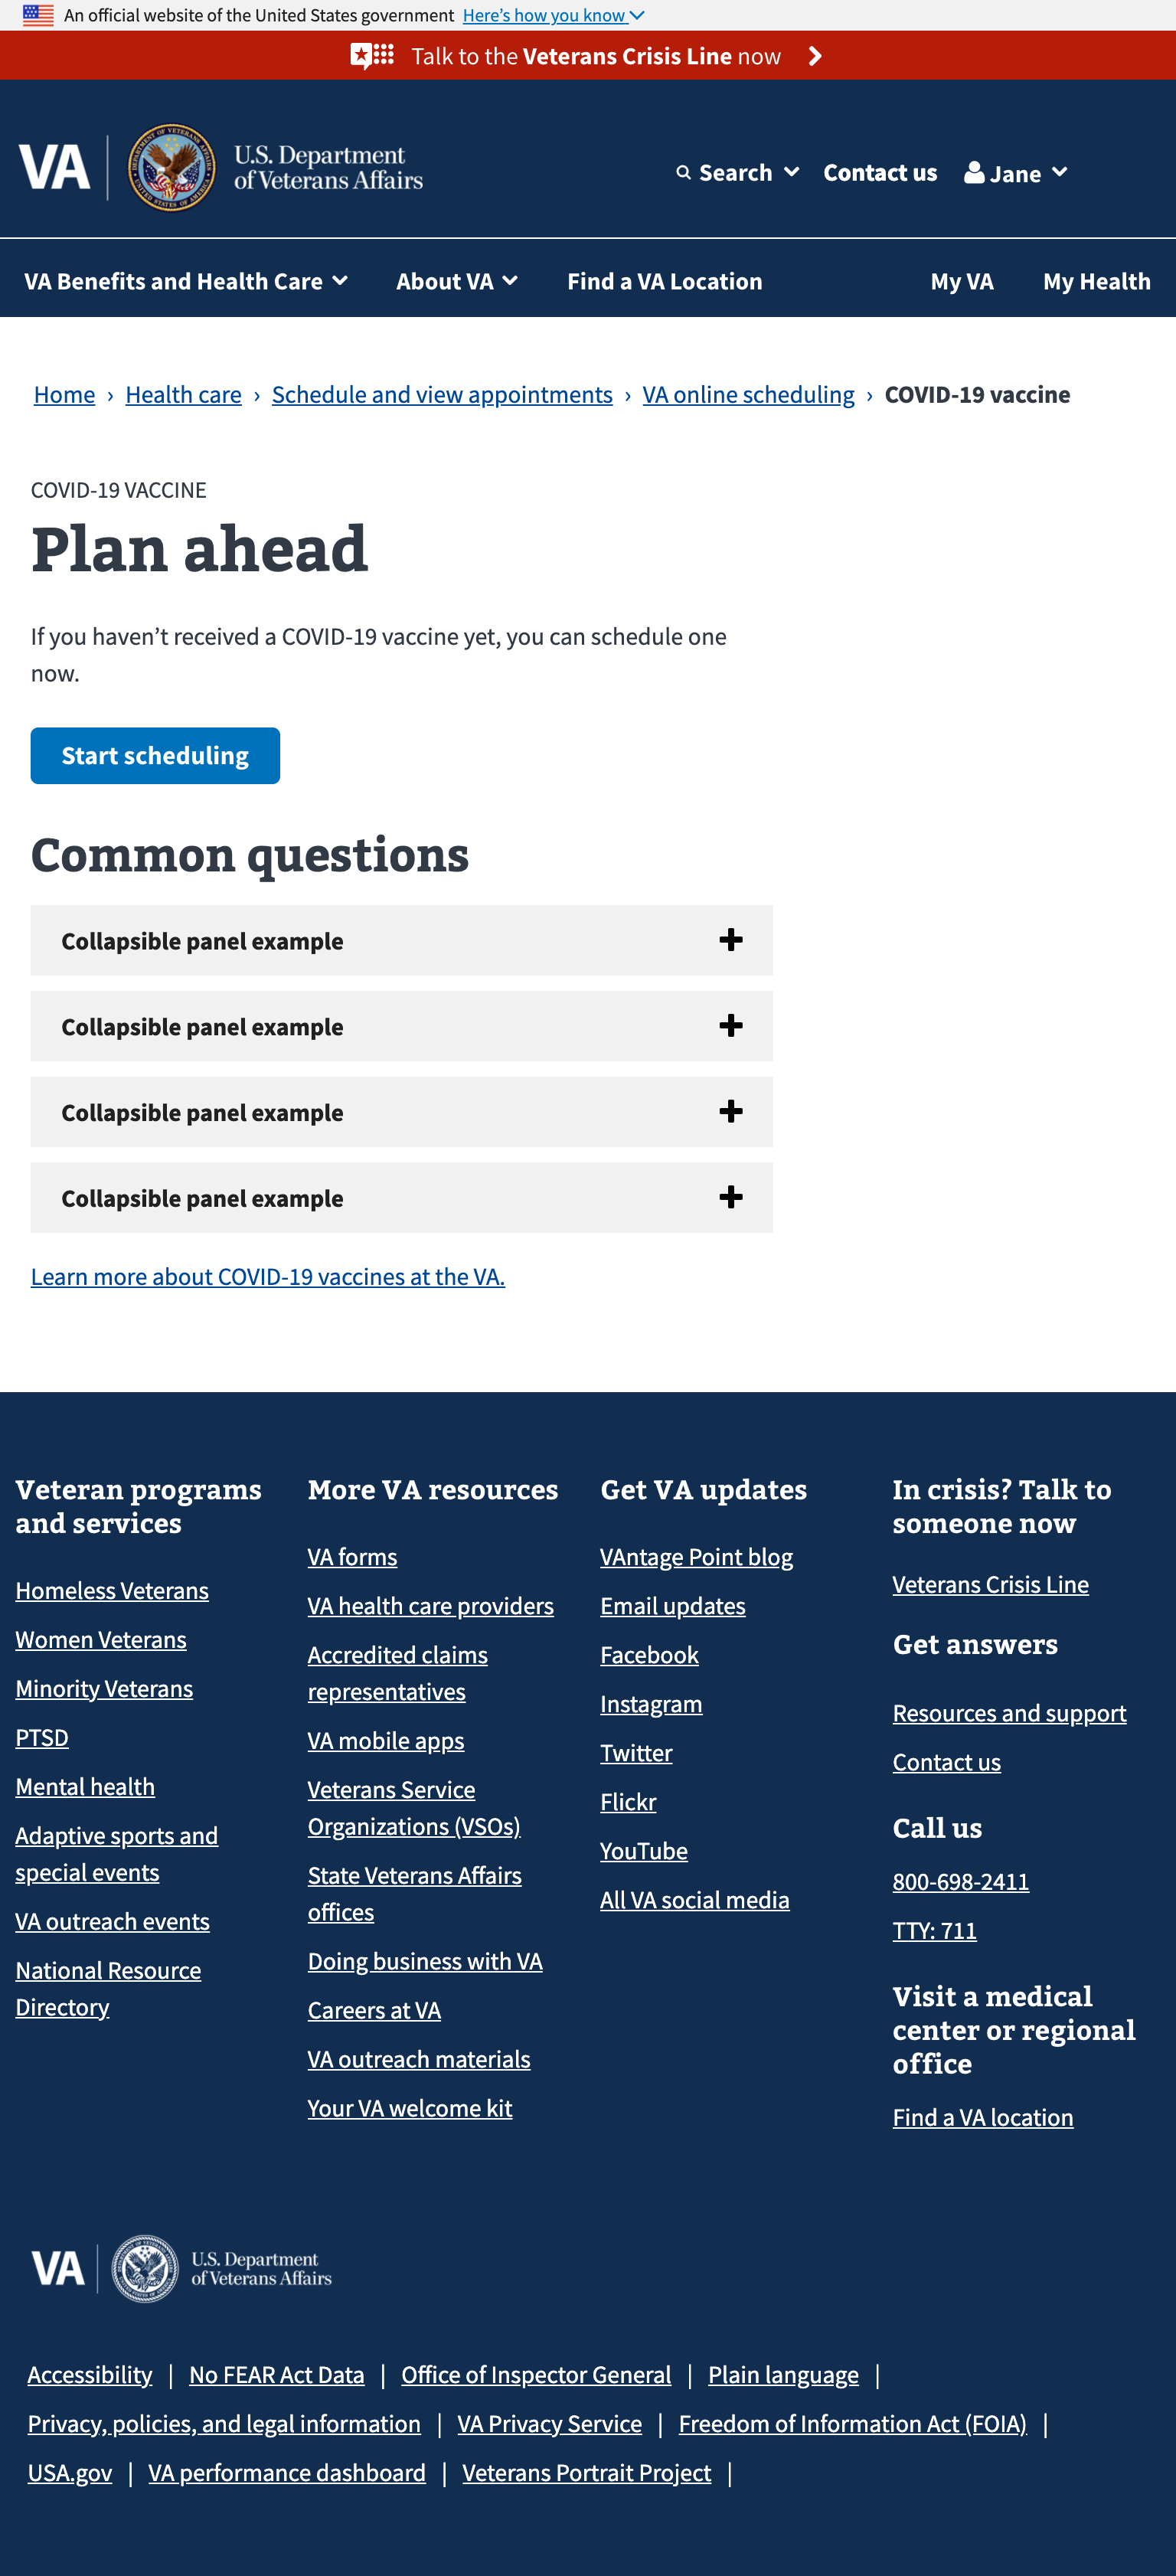 An official website of the United States government Here’s how you know
Talk to the Veterans Crisis Line now
VA U.S. Department
of Veterans Affairs
Search Contact us Jane
VA Benefits and Health Care About VA Find a VA Location My VA My Health
Home › Health care › Schedule and view appointments › VA online scheduling › COVID-19 vaccine
COVID-19 VACCINE
Plan ahead
If you haven’t received a COVID-19 vaccine yet, you can schedule one
now.
Start scheduling
Common questions
Collapsible panel example
Collapsible panel example
Collapsible panel example
Collapsible panel example
Learn more about COVID-19 vaccines at the VA.
Veteran programs
and services
Homeless Veterans
Women Veterans
Minority Veterans
PTSD
Mental health
Adaptive sports and
special events
VA outreach events
National Resource
Directory
More VA resources
VA forms
VA health care providers
Accredited claims
representatives
VA mobile apps
Veterans Service
Organizations (VSOs)
State Veterans Affairs
offices
Doing business with VA
Careers at VA
VA outreach materials
Your VA welcome kit
Get VA updates
VAntage Point blog
Email updates
Facebook
Instagram
Twitter
Flickr
YouTube
All VA social media
In crisis? Talk to
someone now
Veterans Crisis Line
Get answers
Resources and support
Contact us
Call us
800-698-2411
TTY: 711
Visit a medical
center or regional
office
Find a VA location
VA U.S. Department
of Veterans Affairs
Accessibility | No FEAR Act Data | Office of Inspector General | Plain language |
Privacy, policies, and legal information | VA Privacy Service | Freedom of Information Act (FOIA) |
USA.gov | VA performance dashboard | Veterans Portrait Project |